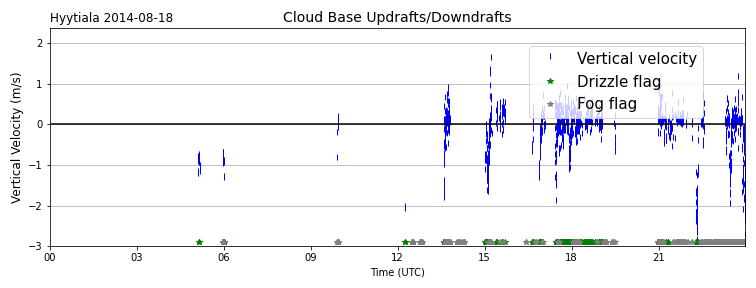 Hyytiala 2014-08-18
Cloud Base Updrafts/Downdrafts
Vertical Velocity (m/s)
2
1
0
−1
−2
−3
Vertical velocity
Drizzle flag
Fog flag
00 03 06 09 12 15 18 21
Time (UTC)